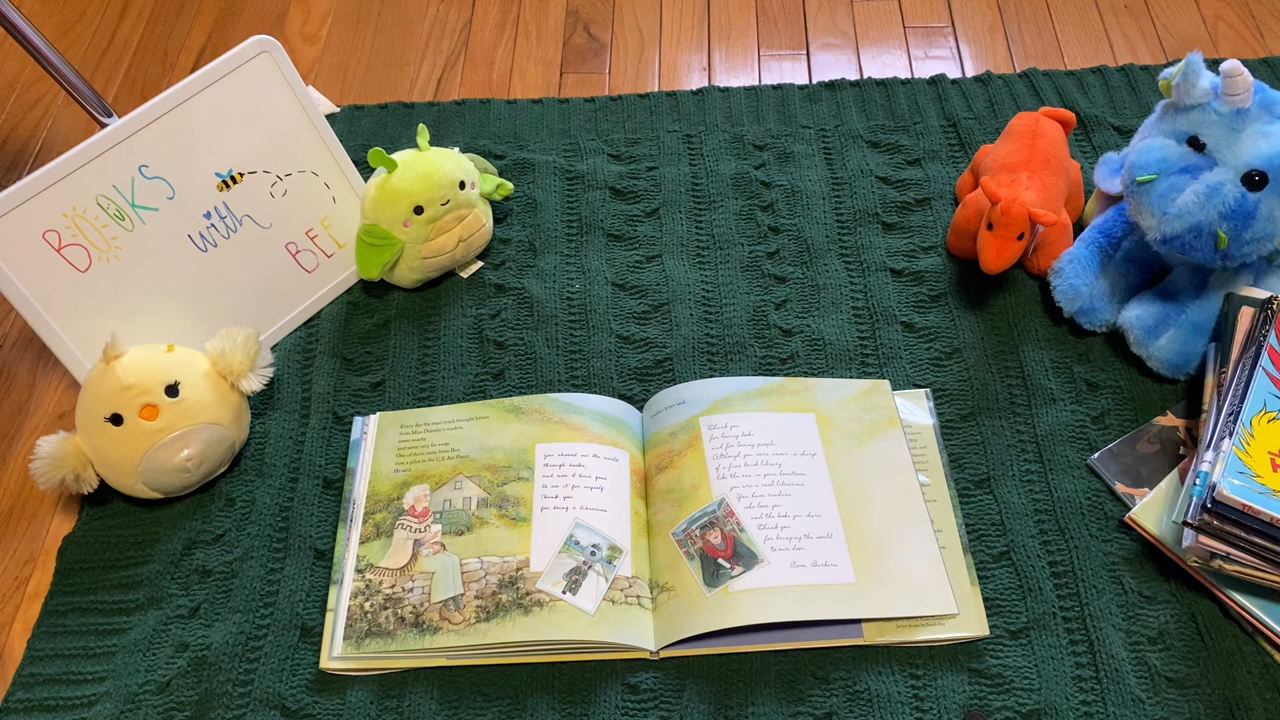 BOOKS
with
BEE
Every day the mail truck brought letters
from Miss Dorothy's readers,
some nearby
and some very far away.
One of them came from Ben,
now a pilot in the U.S. Air Force.
He said,
You showed me the world
through books,
and now I have gone
to see it for myself.
Thank you
for being a librarian.
Another letter said,
Thank you
for loving books
and for loving people.
Although you were never in charge
of a fine brick library
like the one in your hometown,
you are a real librarian.
You have readers
who love you
and the books you share.
Thank you
for bringing the world
to our door.
Love, Barbara